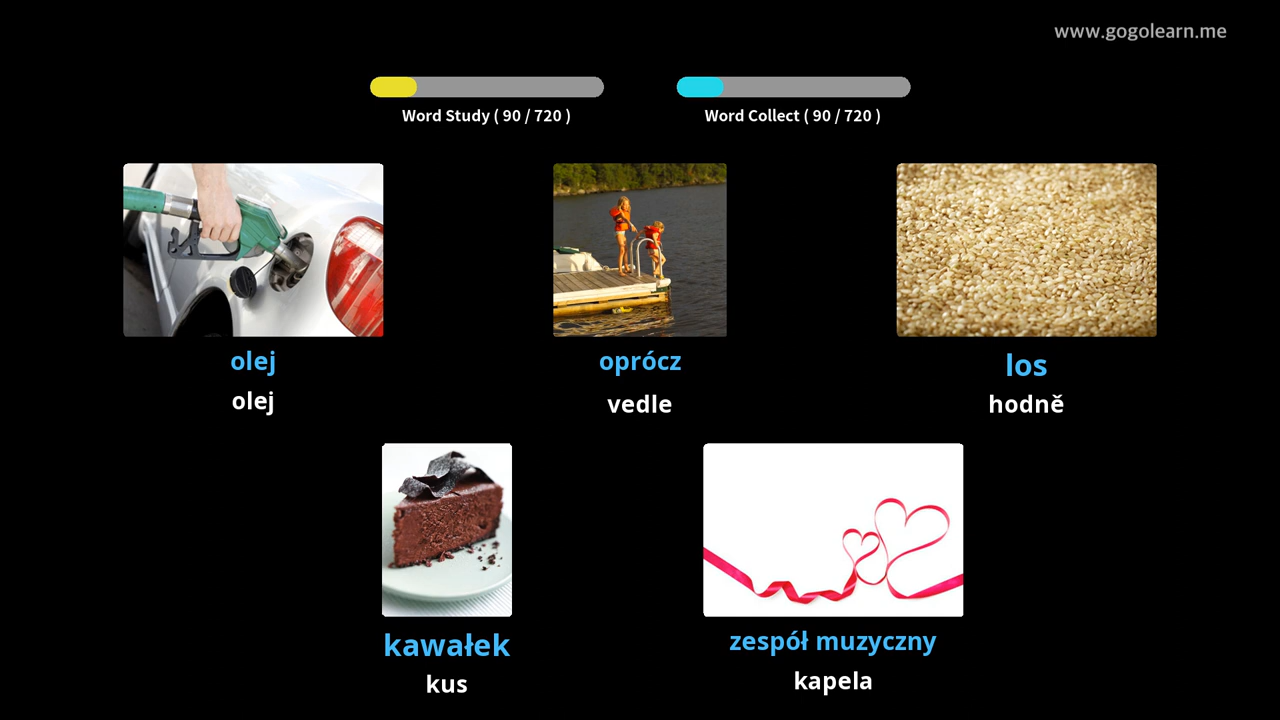 www.gogolearn.me
Word Study ( 90 / 720 )
Word Collect ( 90 / 720 )
olej
olej
oprócz
vedle
los
hodně
kawałek
kus
zespół muzyczny
kapela